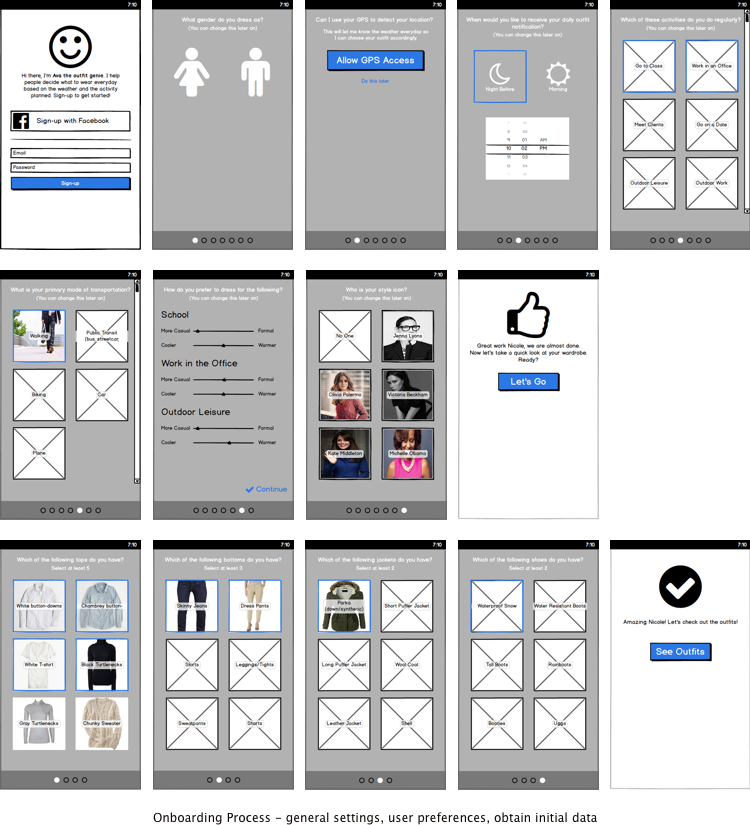 7:10
Hi there, I'm Ava the outfit genie. I help
people decide what to wear everyday
based on the weather and the activity
planned. Sign-up to get started!
Sign-up with Facebook
Email
Password
Sign-up
7:10
What gender do you dress as?
(You can change this later on)
7:10
Can I use your GPS to detect your location?
This will let me know the weather everyday so
I can choose your outfit accordingly.
Allow GPS Access
Do this later
7:10
When would you like to receive your daily outfit
notification?
(You can change this later on)
Night Before
Morning
9 01 AM
10 02 PM
11 03
7:10
Which of these activities do you do regularly?
(You can change this later on)
Go to Class
Work in an Office
Meet Clients
Go on a Date
Outdoor Leisure
Outdoor Work
7:10
What is your primary mode of transportation?
(You can change this later on)
Walking
Public Transit
(bus, streetcar,
Biking
Car
Plane
7:10
How do you prefer to dress for the following?
(You can change this later on)
School
More Casual Formal
Cooler Warmer
Work in the Office
More Casual Formal
Cooler Warmer
Outdoor Leisure
More Casual Formal
Cooler Warmer
Continue
7:10
Who is your style icon?
(You can change this later on)
No One
Jenna Lyons
Olivia Palermo
Victoria Beckham
Kate Middleton
Michelle Obama
7:10
Great work Nicole, we are almost done.
Now let's take a quick look at your wardrobe.
Ready?
Let's Go
7:10
Which of the following tops do you have?
Select at least 5
White button-downs
Chambrey button-
White T-shirt
Black Turtlenecks
Gray Turtlenecks
Chunky Sweater
7:10
Which of the following bottoms do you have?
Select at least 3
Skinny Jeans
Dress Pants
Skirts
Leggings/Tights
Sweatpants
Shorts
7:10
Which of the following jackets do you have?
Select at least 2
Parka
(down/synthetic)
Short Puffer Jacket
Long Puffer Jacket
Wool Coat
Leather Jacket
Shell
7:10
Which of the following shoes do you have?
Select at least 2
Waterproof Snow
Water Resistant Boots
Tall Boots
Rainboots
Booties
Uggs
7:10
Amazing Nicole! Let's check out the outfits!
See Outfits
Onboarding Process - general settings, user preferences, obtain initial data